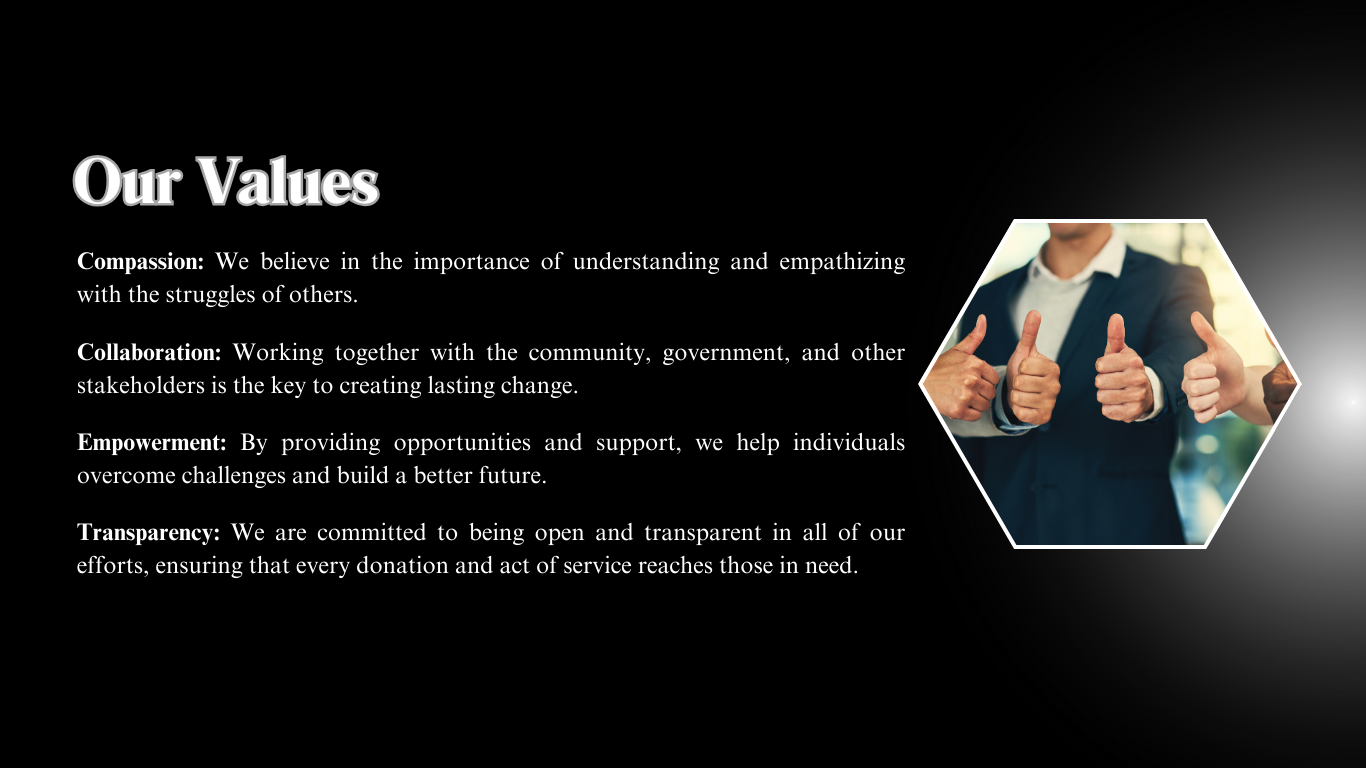 Our Values
Compassion: We believe in the importance of understanding and empathizing
with the struggles of others.
Collaboration: Working together with the community, government, and other
stakeholders is the key to creating lasting change.
Empowerment: By providing opportunities and support, we help individuals
overcome challenges and build a better future.
Transparency: We are committed to being open and transparent in all of our
efforts, ensuring that every donation and act of service reaches those in need.